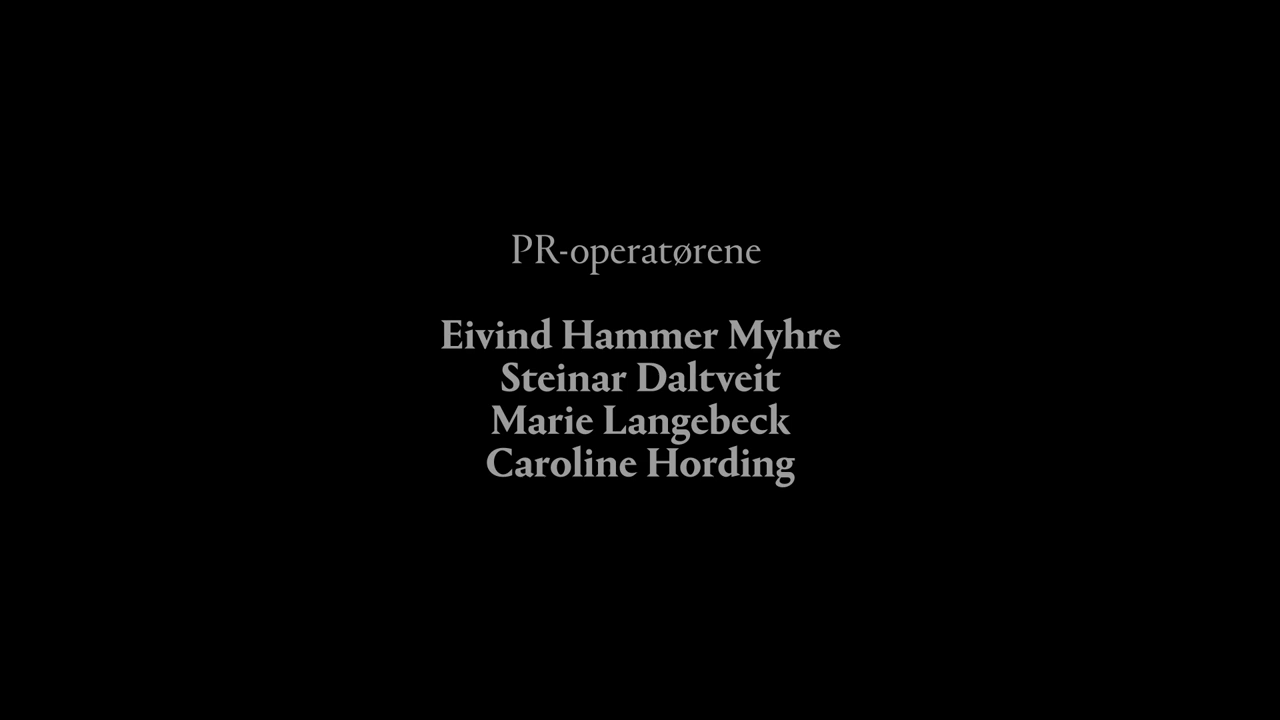 PR-operatørene
Eivind Hammer Myhre
Steinar Daltveit
Marie Langebeck
Caroline Hording